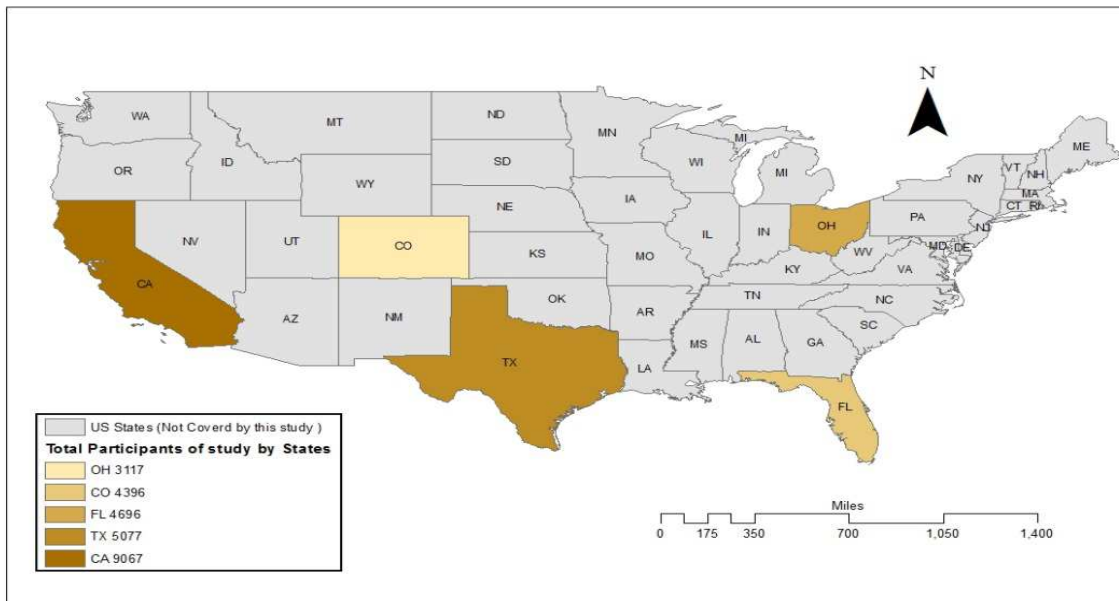 N
WA
MT
ND
MN
MI
ME
OR
ID
SD
WI
MI
VT
NH
NY
WY
MA
CT RI
IA
NE
PA
NJ
NV
UT
CO
IL
IN
OH
MD DE
KS
MO
WV
VA
KY
CA
TN
NC
AZ
NM
OK
AR
SC
MS
AL
GA
TX
LA
FL
US States (Not Coverd by this study )
Total Participants of study by States
OH 3117
CO 4396
FL 4696
TX 5077
CA 9067
Miles
0 175 350 700 1,050 1,400